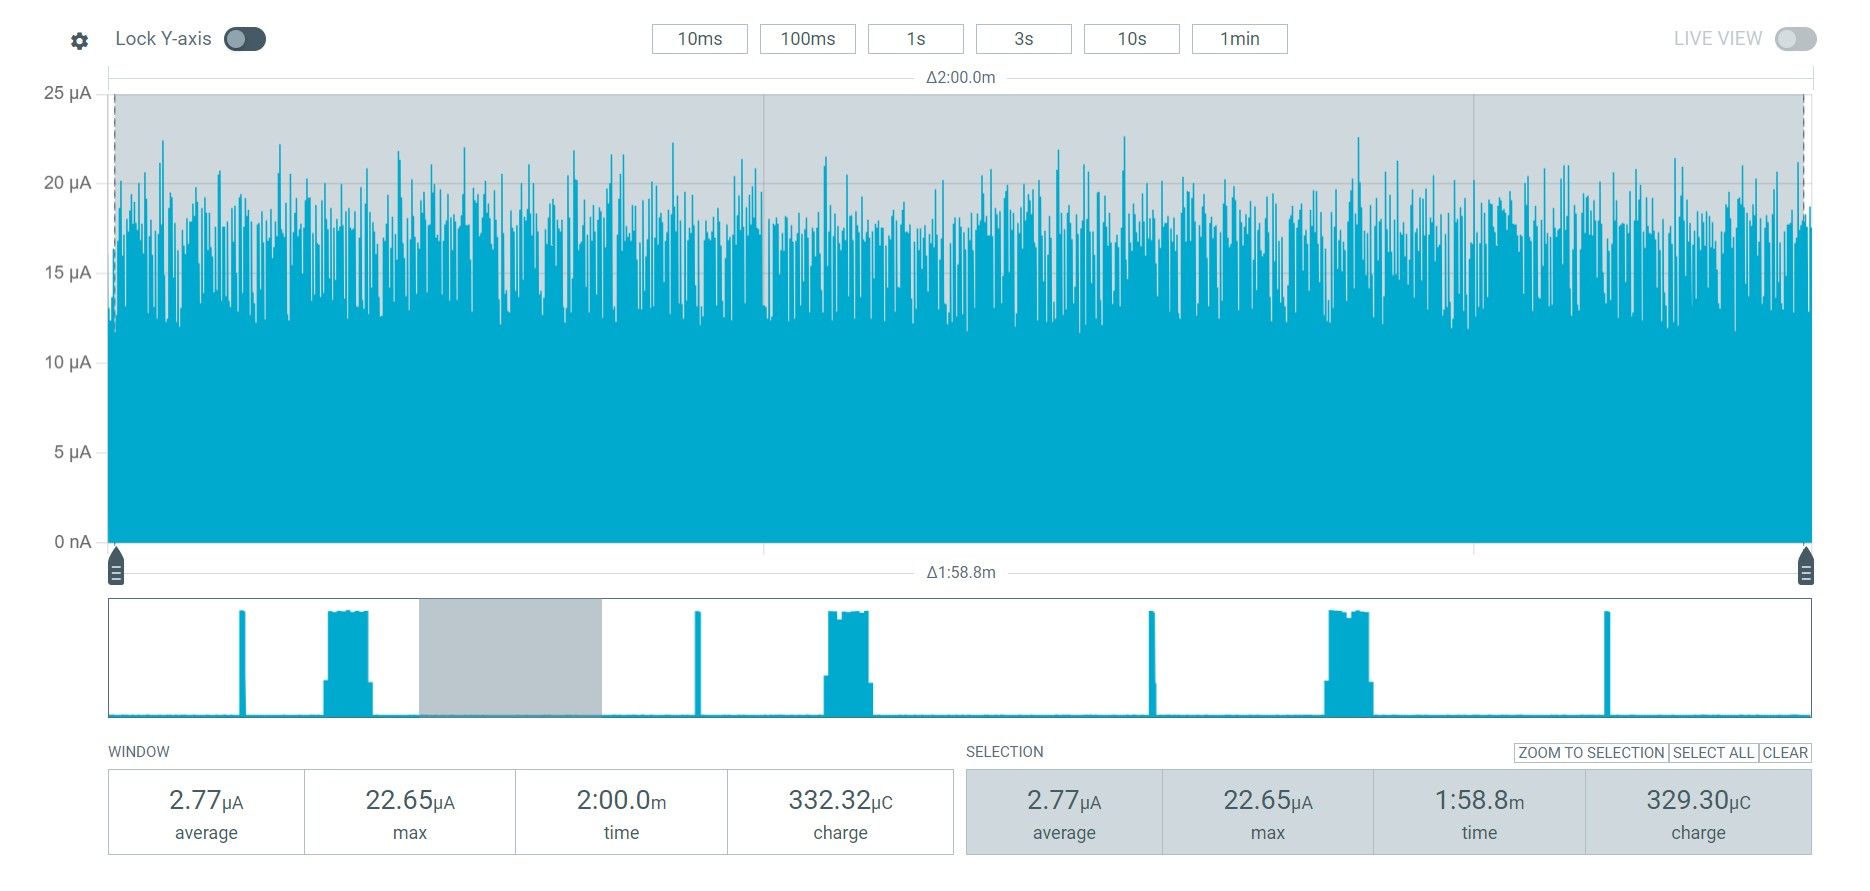 Lock Y-axis 10ms 100ms 1s 3s 10s 1min LIVE VIEW
Δ2:00.0m
25 µA
20 µA
15 µA
10 µA
5 µA
0 nA
Δ1:58.8m
WINDOW SELECTION ZOOM TO SELECTION SELECT ALL CLEAR
2.77µA 22.65µA 2:00.0m 332.32µC 2.77µA 22.65µA 1:58.8m 329.30µC
average max time charge average max time charge